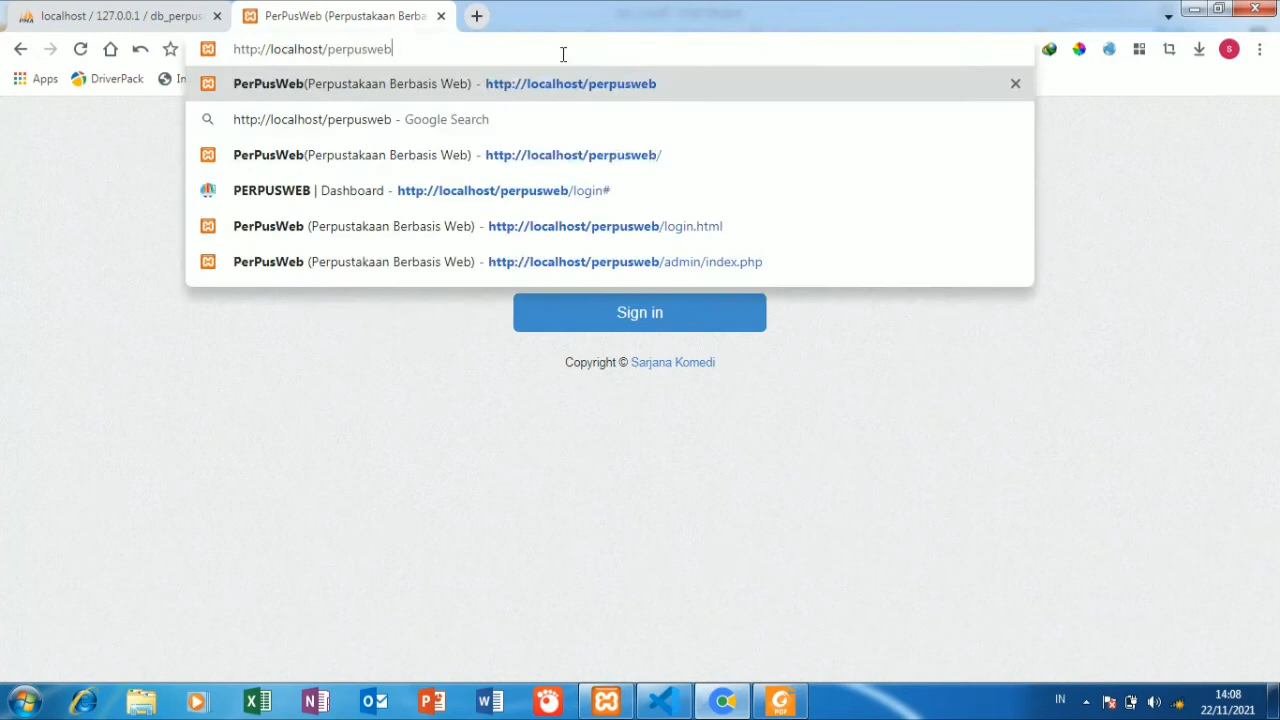 localhost / 127.0.0.1 / db_perpus
PerPusWeb (Perpustakaan Berba
http://localhost/perpusweb
S
Apps
DriverPack
In
PerPusWeb(Perpustakaan Berbasis Web) - http://localhost/perpusweb
http://localhost/perpusweb - Google Search
PerPusWeb(Perpustakaan Berbasis Web) - http://localhost/perpusweb/
PERPUSWEB | Dashboard - http://localhost/perpusweb/login#
PerPusWeb (Perpustakaan Berbasis Web) - http://localhost/perpusweb/login.html
PerPusWeb (Perpustakaan Berbasis Web) - http://localhost/perpusweb/admin/index.php
Sign in
Copyright © Sarjana Komedi
IN
14:08
22/11/2021